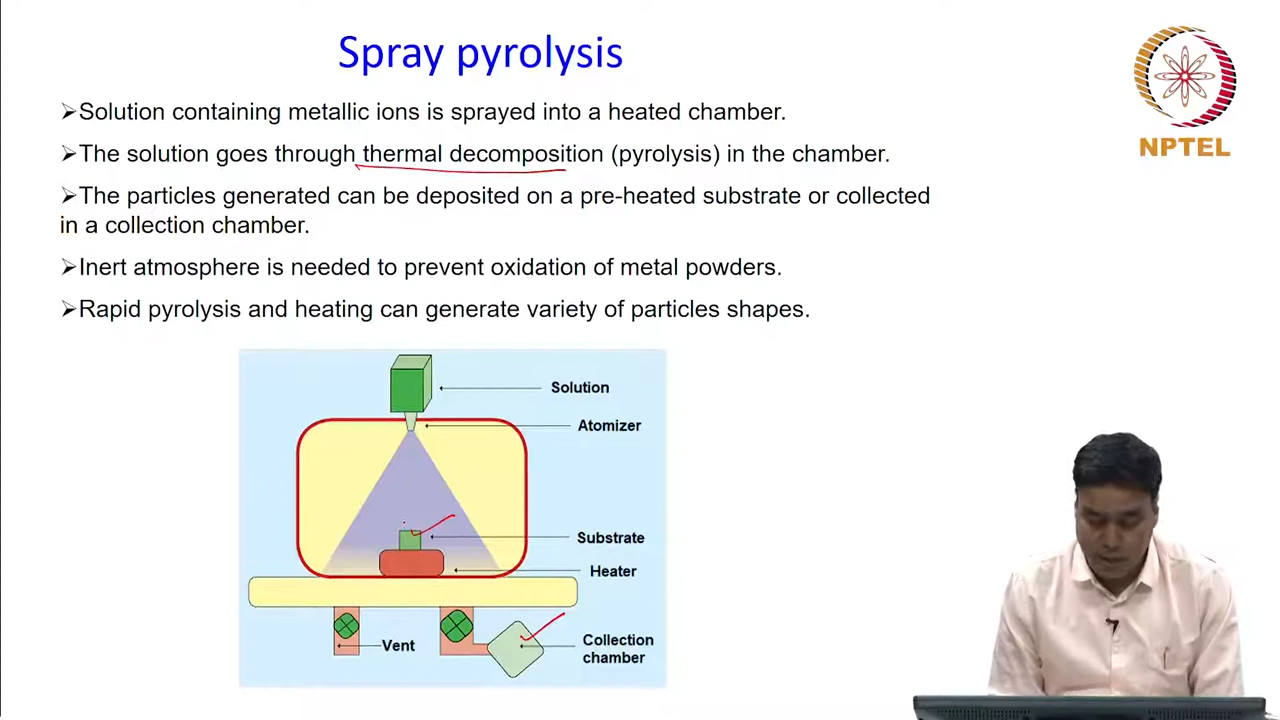 Spray pyrolysis
➢Solution containing metallic ions is sprayed into a heated chamber.
➢The solution goes through thermal decomposition (pyrolysis) in the chamber.
➢The particles generated can be deposited on a pre-heated substrate or collected
in a collection chamber.
➢Inert atmosphere is needed to prevent oxidation of metal powders.
➢Rapid pyrolysis and heating can generate variety of particles shapes.
NPTEL
Solution
Atomizer
Substrate
Heater
Vent
Collection
chamber